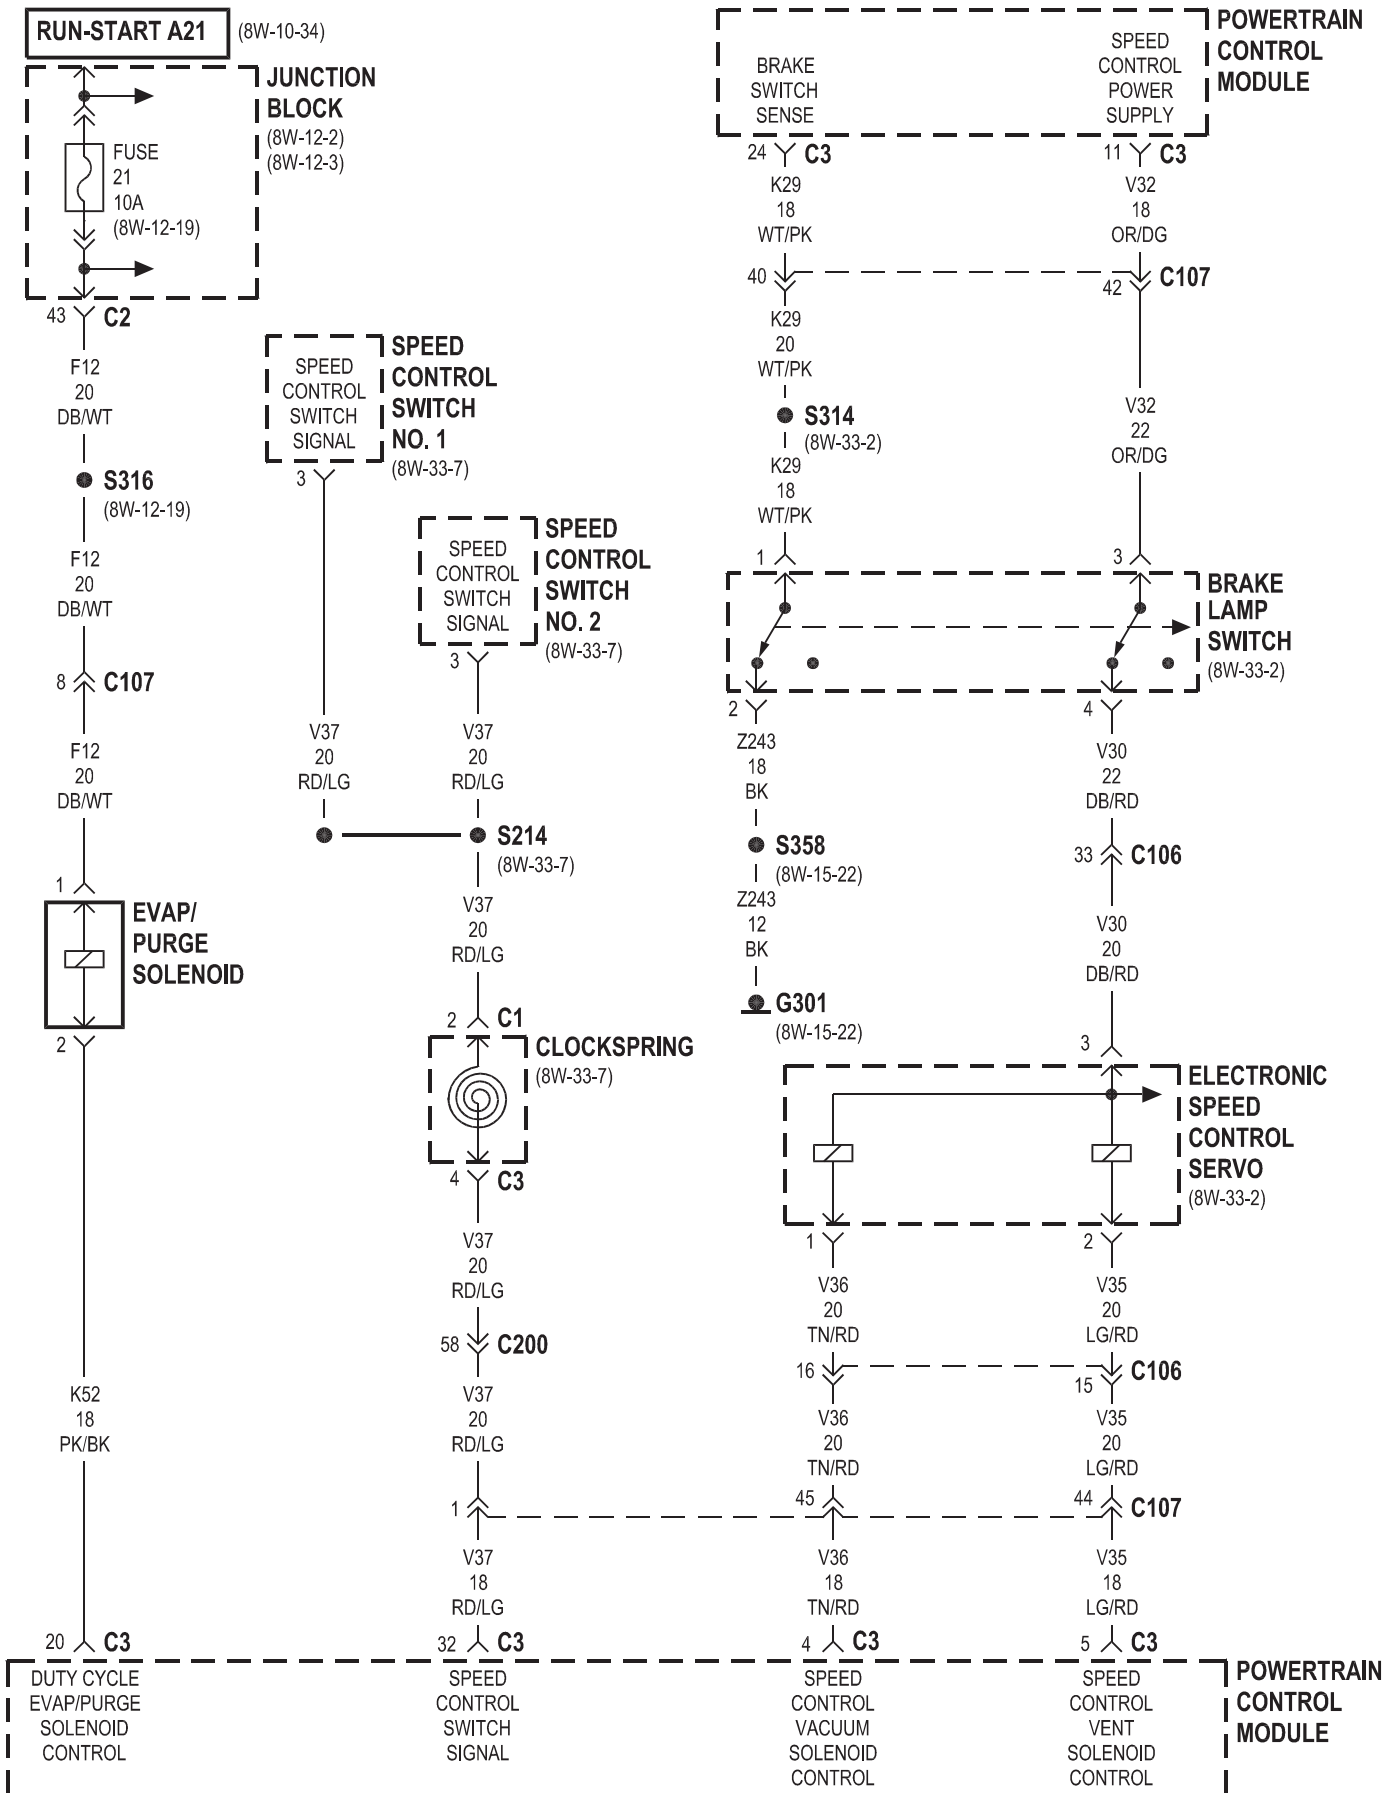 RUN-START A21 (8W-10-34)
JUNCTION
BLOCK
(8W-12-2)
(8W-12-3)
FUSE
21
10A
(8W-12-19)
43 C2
F12
20
DB/WT
S316
(8W-12-19)
F12
20
DB/WT
8 C107
F12
20
DB/WT
1
EVAP/
PURGE
SOLENOID
2
K52
18
PK/BK
20 C3
DUTY CYCLE
EVAP/PURGE
SOLENOID
CONTROL
SPEED
CONTROL
SWITCH
SIGNAL
SPEED
CONTROL
SWITCH
NO. 1
(8W-33-7)
3
V37
20
RD/LG
SPEED
CONTROL
SWITCH
SIGNAL
SPEED
CONTROL
SWITCH
NO. 2
(8W-33-7)
3
V37
20
RD/LG
S214
(8W-33-7)
V37
20
RD/LG
2 C1
CLOCKSPRING
(8W-33-7)
4 C3
V37
20
RD/LG
58 C200
V37
20
RD/LG
1
V37
18
RD/LG
32 C3
SPEED
CONTROL
SWITCH
SIGNAL
POWERTRAIN
CONTROL
MODULE
BRAKE
SWITCH
SENSE
SPEED
CONTROL
POWER
SUPPLY
24 C3
K29
18
WT/PK
40
K29
20
WT/PK
S314
(8W-33-2)
K29
18
WT/PK
1
11 C3
V32
18
OR/DG
42 C107
V32
22
OR/DG
3
BRAKE
LAMP
SWITCH
(8W-33-2)
2
Z243
18
BK
S358
(8W-15-22)
Z243
12
BK
G301
(8W-15-22)
4
V30
22
DB/RD
33 C106
V30
20
DB/RD
3
ELECTRONIC
SPEED
CONTROL
SERVO
(8W-33-2)
1
V36
20
TN/RD
16
V36
20
TN/RD
45
V36
18
TN/RD
4 C3
SPEED
CONTROL
VACUUM
SOLENOID
CONTROL
2
V35
20
LG/RD
15 C106
V35
20
LG/RD
44 C107
V35
18
LG/RD
5 C3
SPEED
CONTROL
VENT
SOLENOID
CONTROL
POWERTRAIN
CONTROL
MODULE